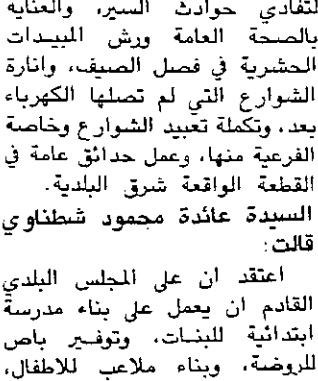 لتفادي حوادث السير، والعناية
بالصحة العامة ورش المبيدات
الحشرية في فصل الصيف، وانارة
الشوارع التي لم تصلها الكهرباء
بعد، وتكملة تعبيد الشوارع وخاصة
الفرعية منها، وعمل حدائق عامة في
القطعة الواقعة شرق البلدية.
السيدة عائدة محمود شطناوي
قالت:
اعتقد ان على المجلس البلدي
القادم ان يعمل على بناء مدرسة
ابتدائية للبنات، وتوفير باص
للروضة، وبناء ملاعب للاطفال،